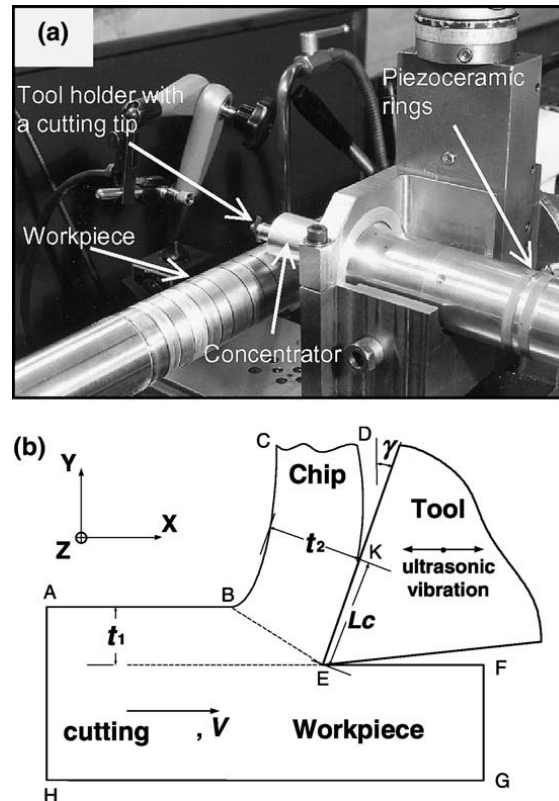 (a)
Tool holder with
a cutting tip
Piezoceramic
rings
Workpiece
Concentrator
(b)
Y
Z
X
C
D
γ
Chip
Tool
t2
K
ultrasonic
vibration
A
B
t1
Lc
E
F
cutting , V Workpiece
H
G